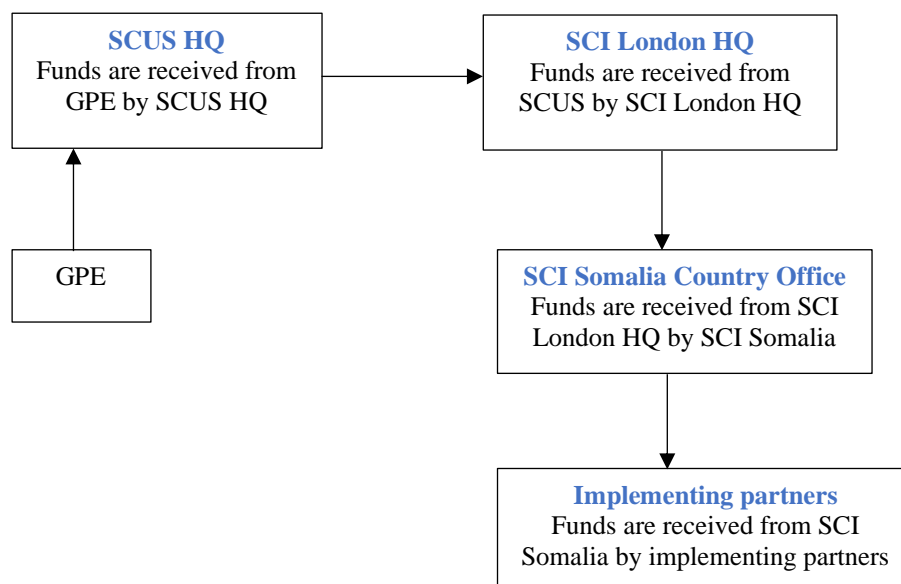 SCUS HQ
Funds are received from
GPE by SCUS HQ
SCI London HQ
Funds are received from
SCUS by SCI London HQ
GPE
SCI Somalia Country Office
Funds are received from SCI
London HQ by SCI Somalia
Implementing partners
Funds are received from SCI
Somalia by implementing partners